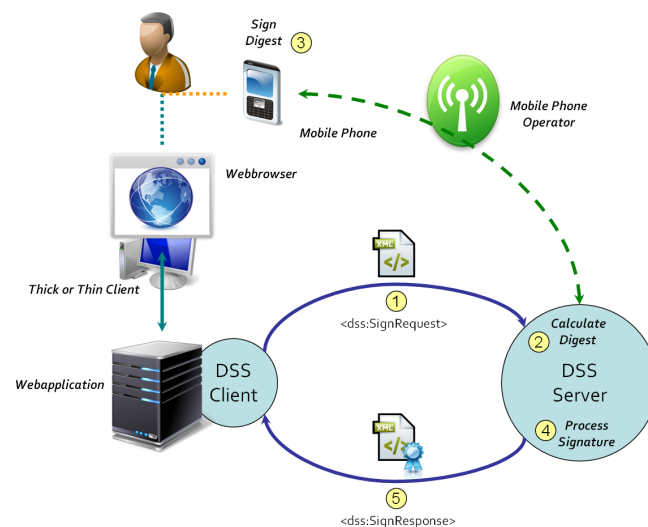 Sign
Digest
3
Mobile Phone
Mobile Phone
Operator
Webbrowser
Thick or Thin Client
XML
</>
1
<dss:SignRequest>
Calculate
2
Digest
Webapplication
DSS
Client
DSS
Server
4
Process
Signature
XML
</>
5
<dss:SignResponse>